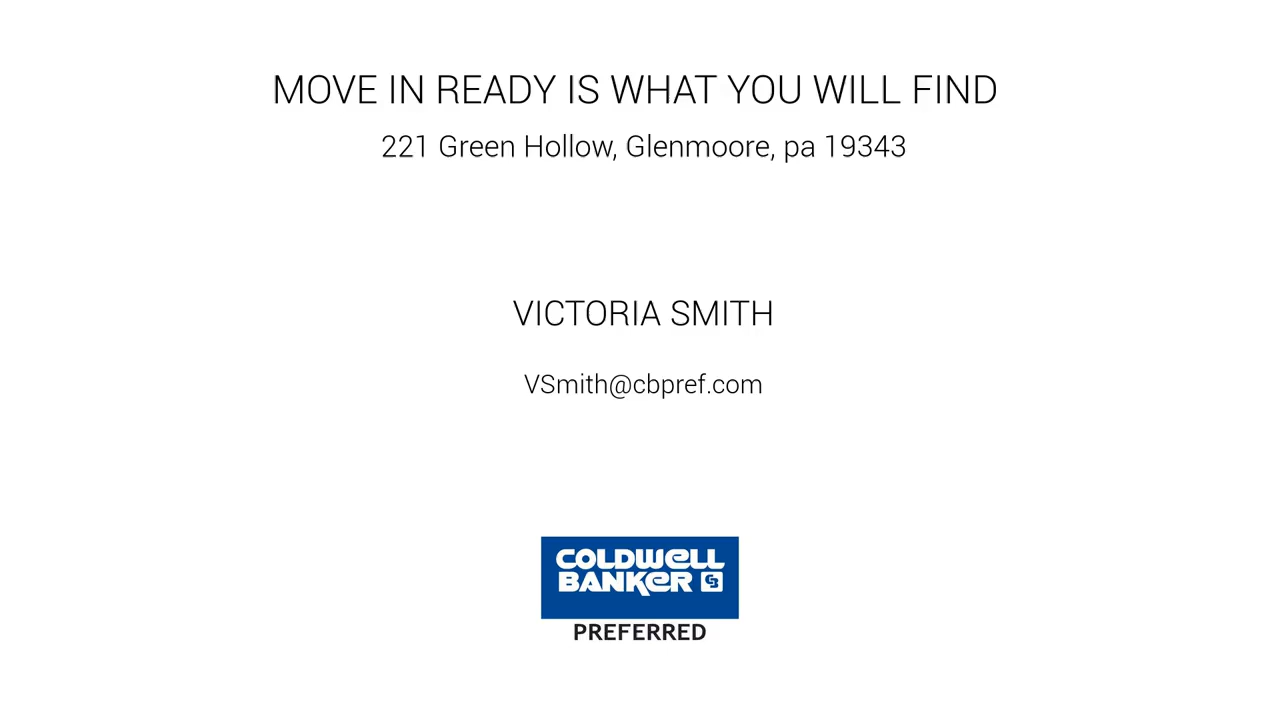 MOVE IN READY IS WHAT YOU WILL FIND
221 Green Hollow, Glenmoore, pa 19343
VICTORIA SMITH
VSmith@cbpref.com
COLDWELL
BANKER CB
PREFERRED